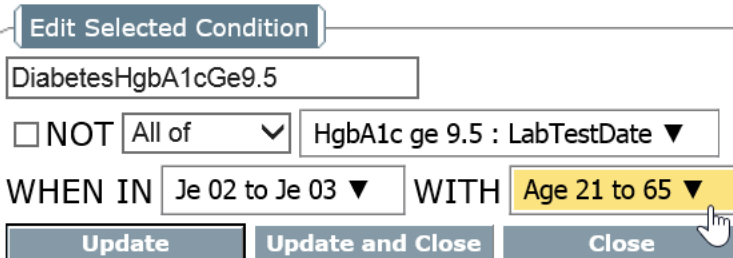 Edit Selected Condition
DiabetesHgbA1cGe9.5
NOT All of HgbA1c ge 9.5 : LabTestDate ▼
WHEN IN Je 02 to Je 03 ▼ WITH Age 21 to 65 ▼
Update Update and Close Close